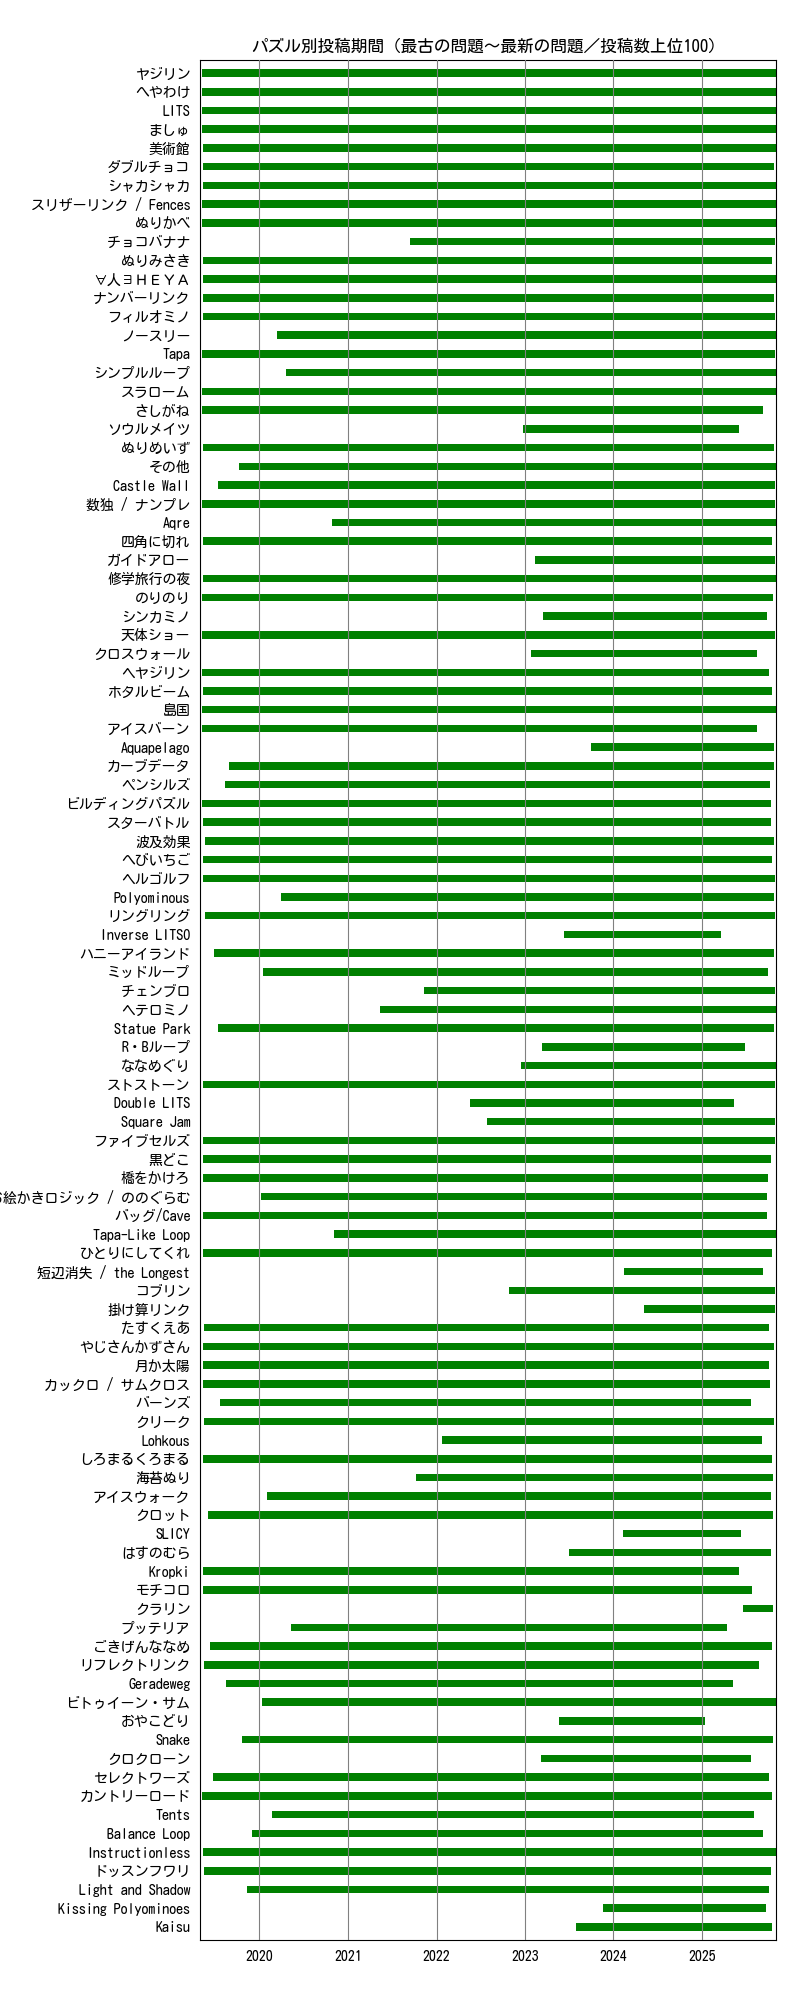 パズル別投稿期間（最古の問題～最新の問題／投稿数上位100）
ヤジリン
へやわけ
LITS
ましゅ
美術館
ダブルチョコ
シャカシャカ
スリザーリンク / Fences
ぬりかべ
チョコバナナ
ぬりみさき
∀人∃ＨＥＹＡ
ナンバーリンク
フィルオミノ
ノースリー
Tapa
シンプルループ
スラローム
さしがね
ソウルメイツ
ぬりめいず
その他
Castle Wall
数独 / ナンプレ
Aqre
四角に切れ
ガイドアロー
修学旅行の夜
のりのり
シンカミノ
天体ショー
クロスウォール
ヘヤジリン
ホタルビーム
島国
アイスバーン
Aquapelago
カーブデータ
ペンシルズ
ビルディングパズル
スターバトル
波及効果
へびいちご
ヘルゴルフ
Polyominous
リングリング
Inverse LITSO
ハニーアイランド
ミッドループ
チェンブロ
ヘテロミノ
Statue Park
R・Bループ
ななめぐり
ストストーン
Double LITS
Square Jam
ファイブセルズ
黒どこ
橋をかけろ
絵かきロジック / ののぐらむ
バッグ/Cave
Tapa-Like Loop
ひとりにしてくれ
短辺消失 / the Longest
コブリン
掛け算リンク
たすくえあ
やじさんかずさん
月か太陽
カックロ / サムクロス
バーンズ
クリーク
Lohkous
しろまるくろまる
海苔ぬり
アイスウォーク
クロット
SLICY
はすのむら
Kropki
モチコロ
クラリン
プッテリア
ごきげんななめ
リフレクトリンク
Geradeweg
ビトゥイーン・サム
おやこどり
Snake
クロクローン
セレクトワーズ
カントリーロード
Tents
Balance Loop
Instructionless
ドッスンフワリ
Light and Shadow
Kissing Polyominoes
Kaisu
2020 2021 2022 2023 2024 2025